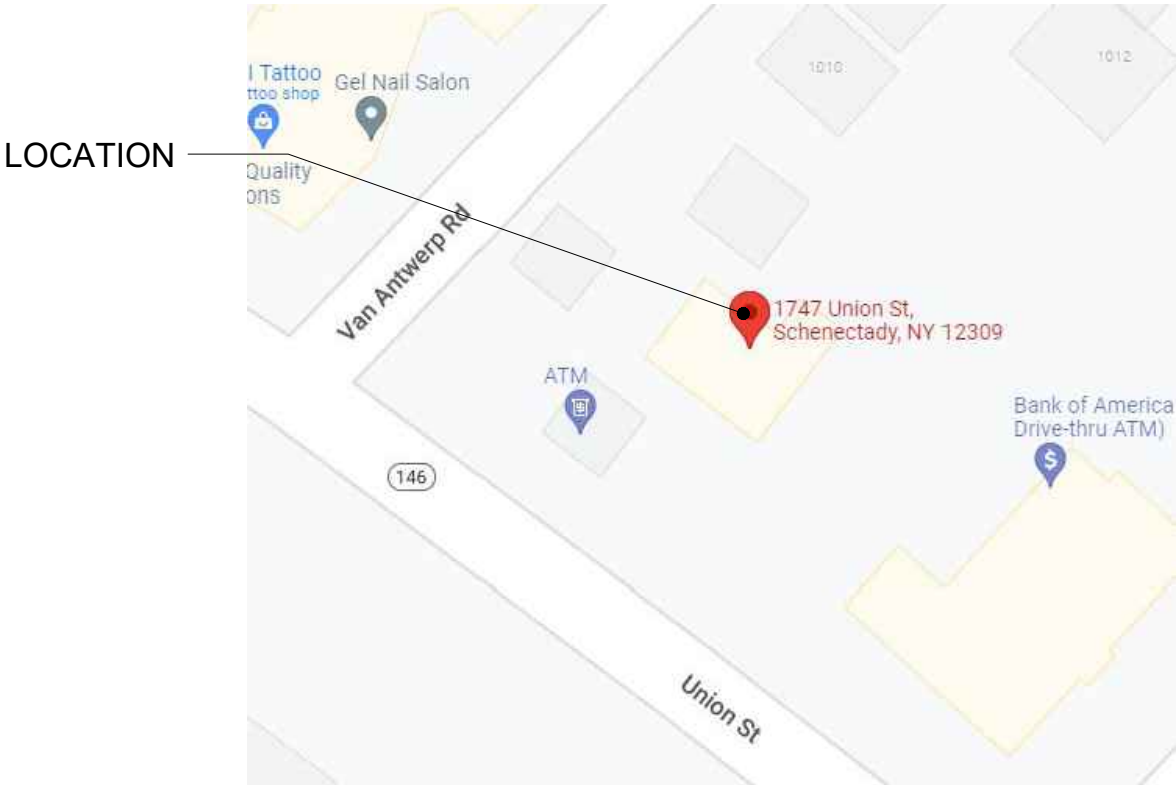 LOCATION
l Tattoo
ttoo shop
Gel Nail Salon
Quality
ons
Van Antwerp Rd
1010
1012
1747 Union St,
Schenectady, NY 12309
ATM
Bank of America
Drive-thru ATM)
$
146
Union St